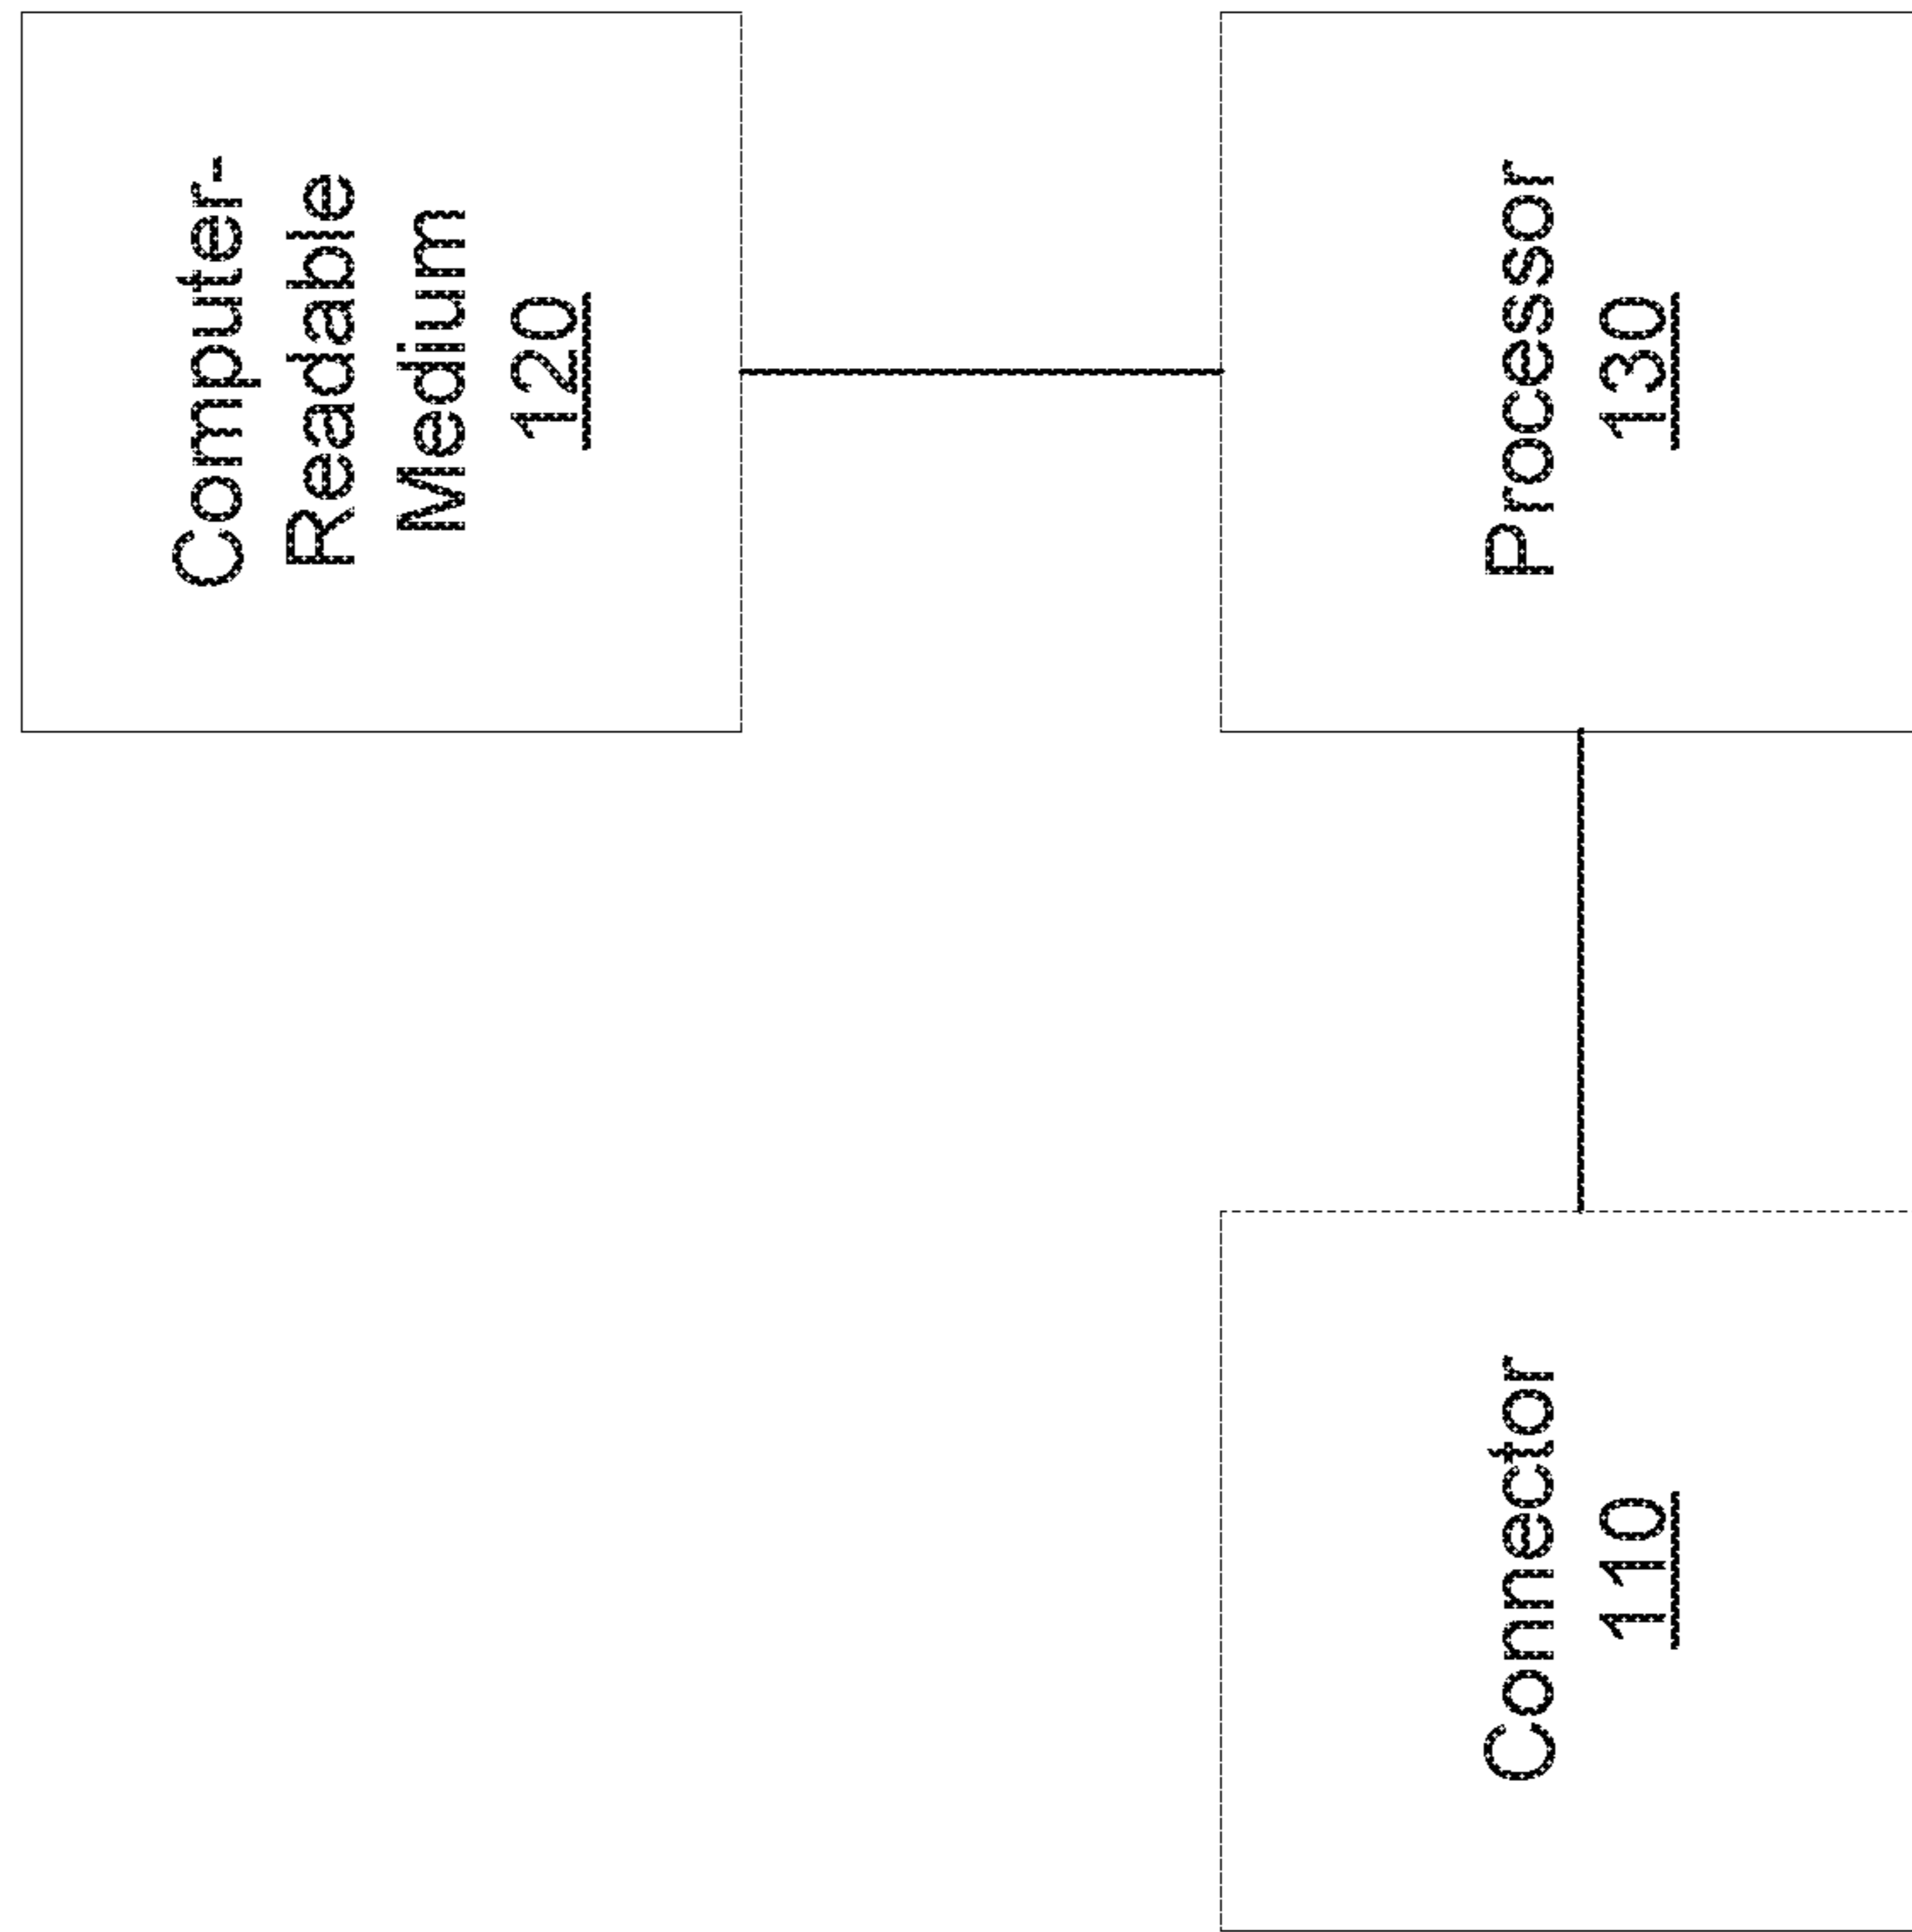 Computer-
Readable
Medium
120
Connector
110
Processor
130